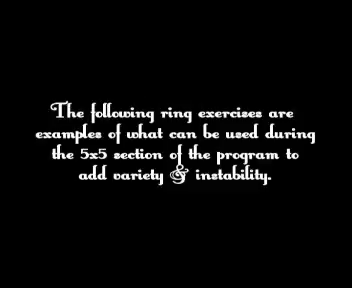 The following ring exercises are
examples of what can be used during
the 5x5 section of the program to
add variety & instability.